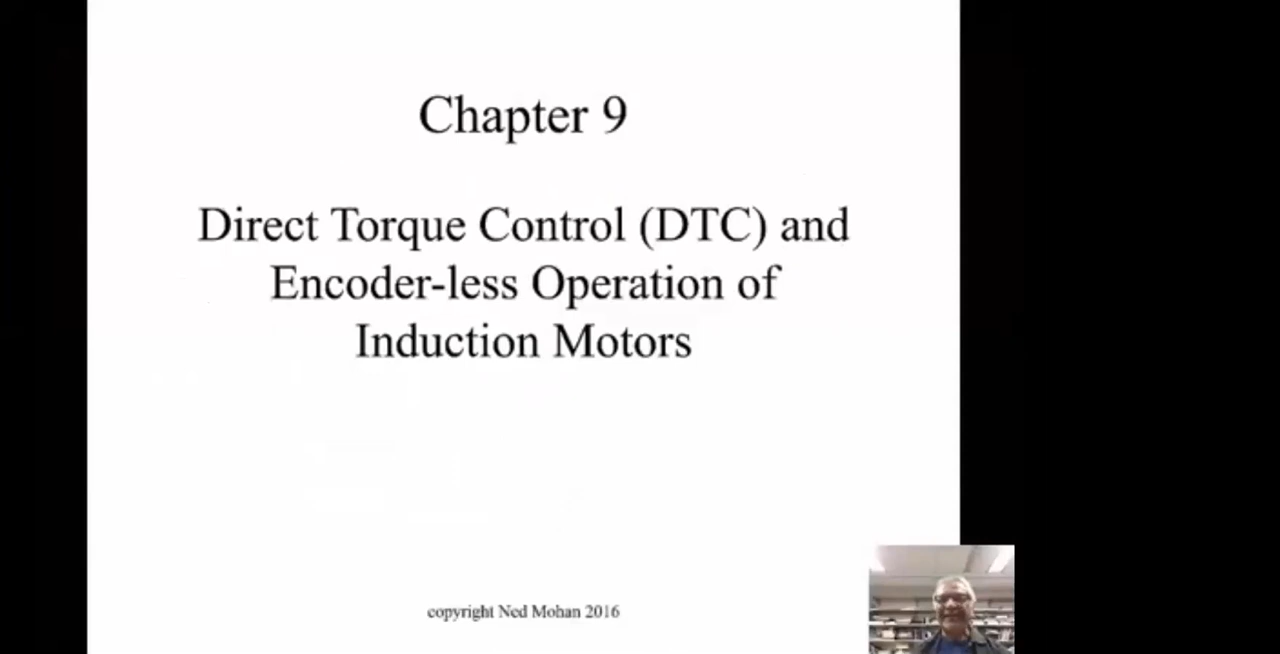 Chapter 9
Direct Torque Control (DTC) and
Encoder-less Operation of
Induction Motors
copyright Ned Mohan 2016